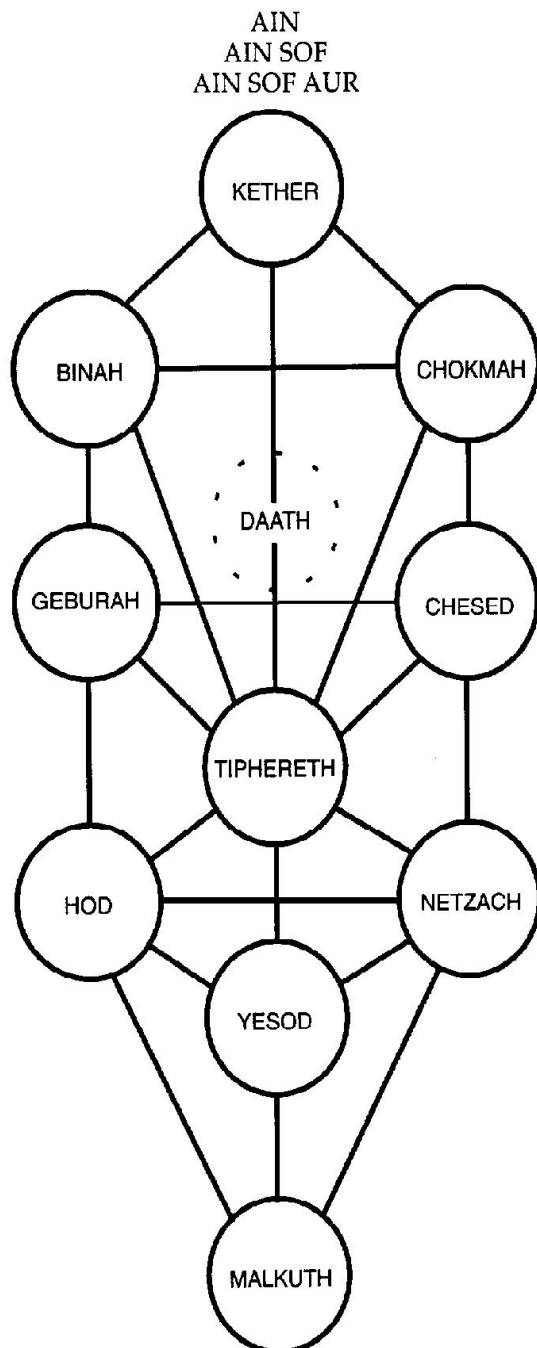 AIN
AIN SOF
AIN SOF AUR
KETHER
BINAH
CHOKMAH
DAATH
GEBURAH
CHESED
TIPHERETH
HOD
NETZACH
YESOD
MALKUTH